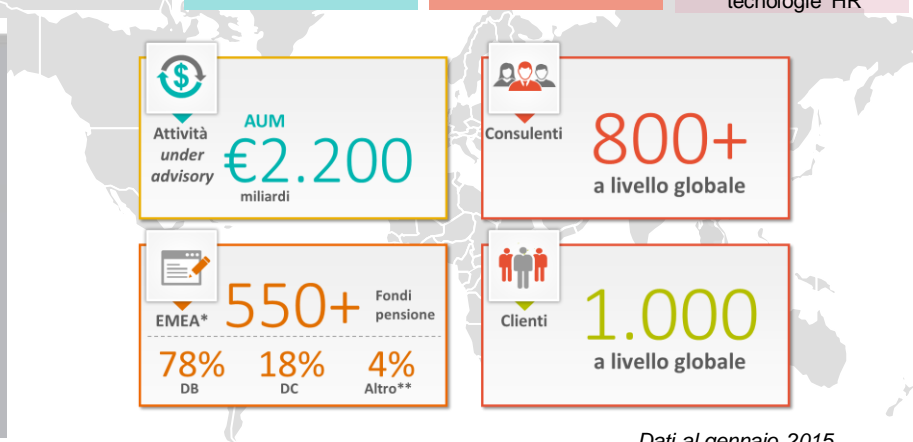 tecnologie HR
Attività
under
advisory
AUM
€2.200
miliardi
Consulenti
800+
a livello globale
EMEA*
550+
Fondi
pensione
78%
DB
18%
DC
4%
Altro**
Clienti
1.000
a livello globale
Dati al gennaio 2015